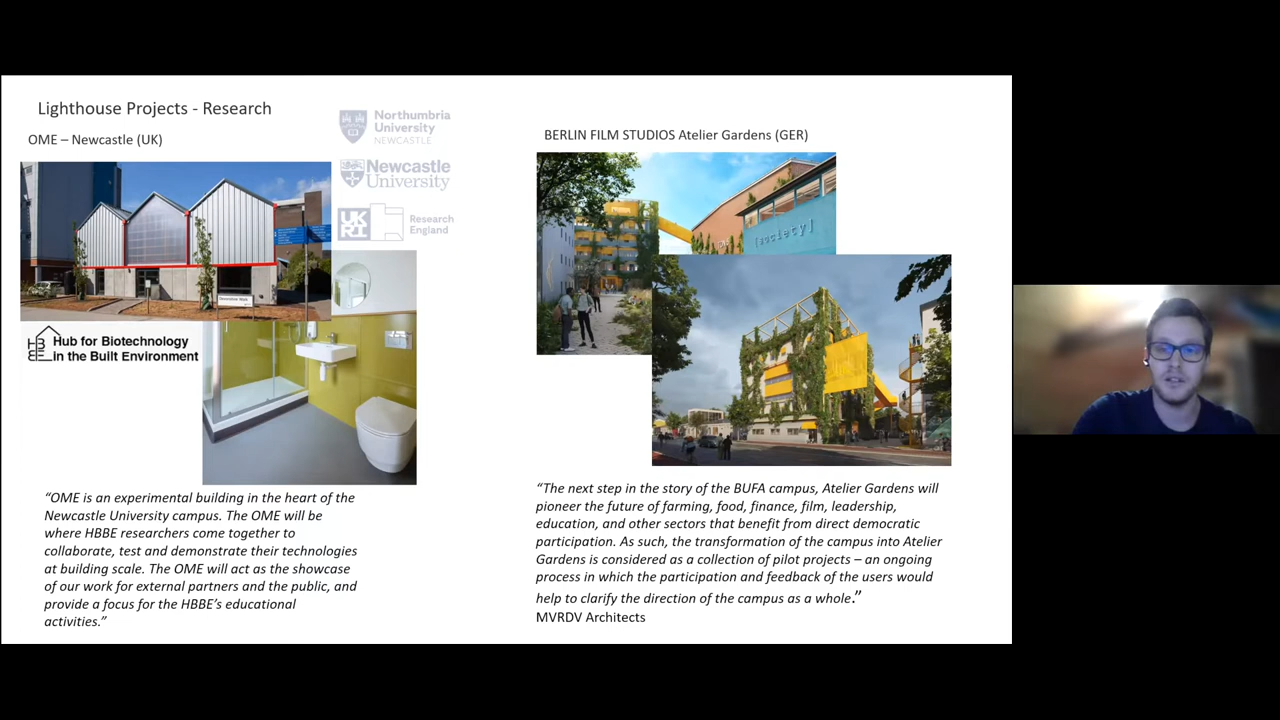 Lighthouse Projects - Research
OME – Newcastle (UK)
Northumbria
University
NEWCASTLE
Newcastle
University
UK
RI
Research
England
Hub for Biotechnology
in the Built Environment
“OME is an experimental building in the heart of the
Newcastle University campus. The OME will be
where HBBE researchers come together to
collaborate, test and demonstrate their technologies
at building scale. The OME will act as the showcase
of our work for external partners and the public, and
provide a focus for the HBBE’s educational
activities.”
BERLIN FILM STUDIOS Atelier Gardens (GER)
[society]
“The next step in the story of the BUFA campus, Atelier Gardens will
pioneer the future of farming, food, finance, film, leadership,
education, and other sectors that benefit from direct democratic
participation. As such, the transformation of the campus into Atelier
Gardens is considered as a collection of pilot projects – an ongoing
process in which the participation and feedback of the users would
help to clarify the direction of the campus as a whole.”
MVRDV Architects